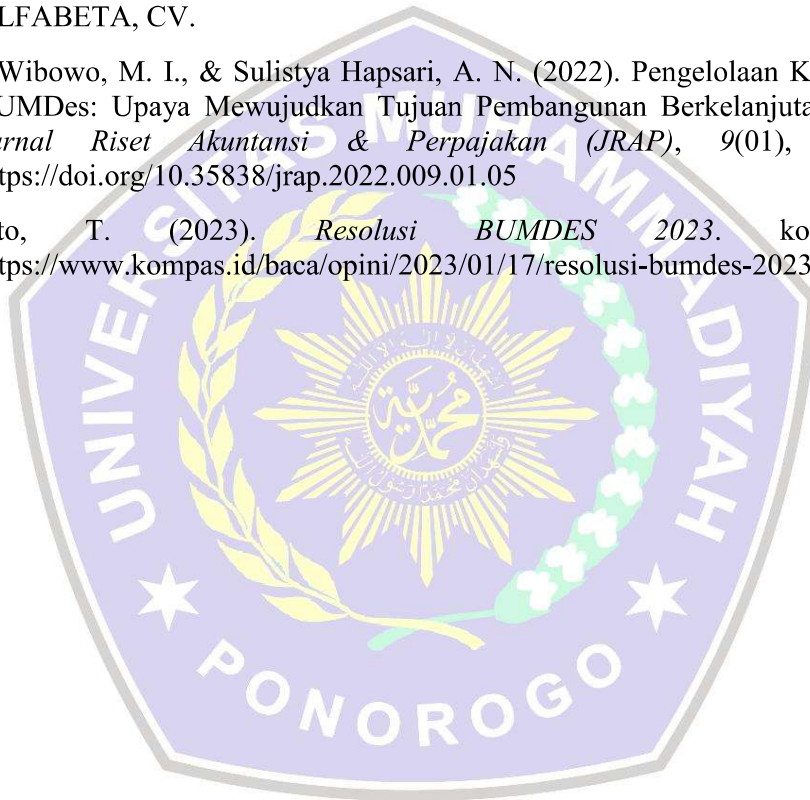 LFABETA, CV.
Wibowo, M. I., & Sulistya Hapsari, A. N. (2022). Pengelolaan K
UMDes: Upaya Mewujudkan Tujuan Pembangunan Berkelanjuta
rnal Riset Akuntansi & Perpajakan (JRAP), 9(01),
tps://doi.org/10.35838/jrap.2022.009.01.05
to, T. (2023). Resolusi BUMDES 2023. ko
tps://www.kompas.id/baca/opini/2023/01/17/resolusi-bumdes-2023
UNIVERSITAS MUHAMMADIYAH
محمدية
PONOROGO